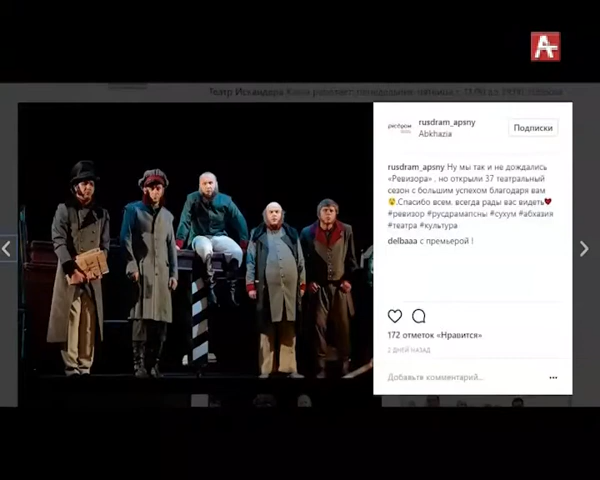 A+
Театр Искандера
rusdram_apsny
Abkhazia
Подписки
rusdram_apsny Ну мы так и не дождались
«Ревизора» , но открыли 37 театральный
сезон с большим успехом благодаря вам
😢.Спасибо всем. всегда рады вас видеть❤
#ревизор #русдрамапсны #сухум #абхазия
#театра #культура
delbaaa с премьерой !
172 отметок «Нравится»
2 ДНЕЙ НАЗАД
Добавьте комментарий...